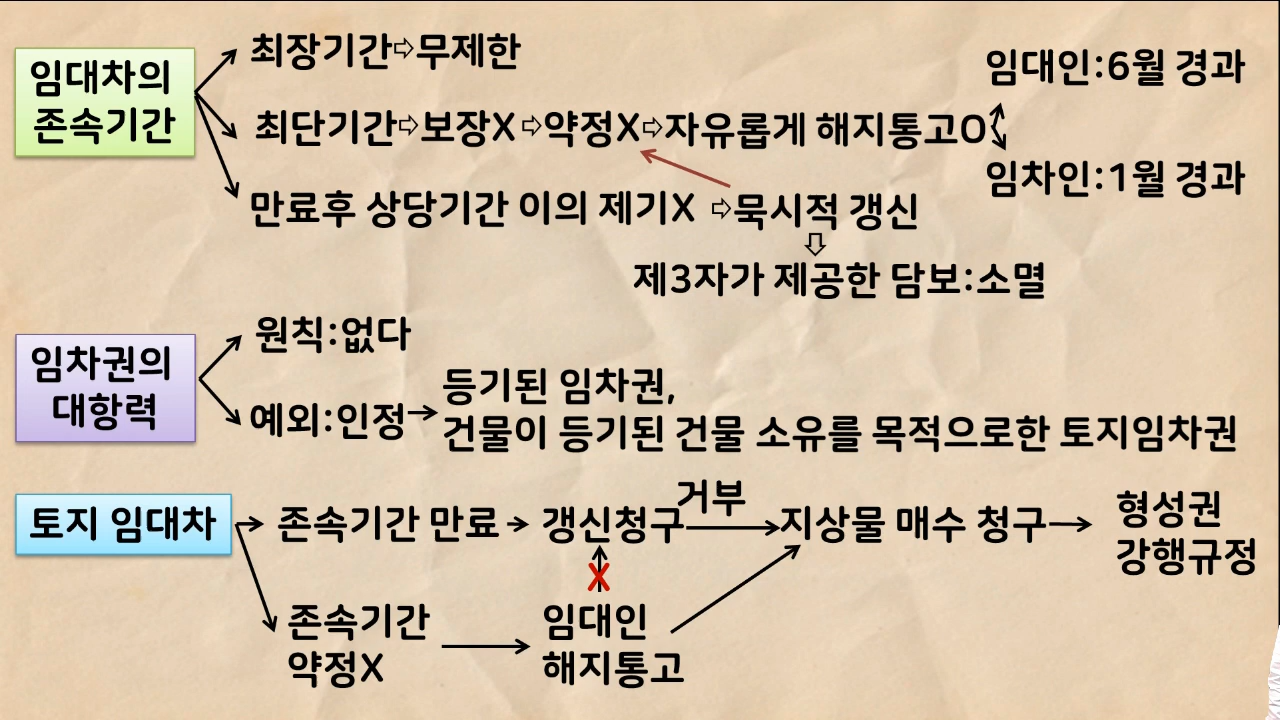 임대차의
존속기간
최장기간⇨무제한
최단기간⇨보장X⇨약정X⇨자유롭게 해지통고O
임대인:6월 경과
임차인:1월 경과
만료후 상당기간 이의 제기X ⇨묵시적 갱신
제3자가 제공한 담보:소멸
임차권의
대항력
원칙:없다
예외:인정
등기된 임차권,
건물이 등기된 건물 소유를 목적으로한 토지임차권
토지 임대차
존속기간 만료
갱신청구
거부
지상물 매수 청구
형성권
강행규정
X
존속기간
약정X
임대인
해지통고